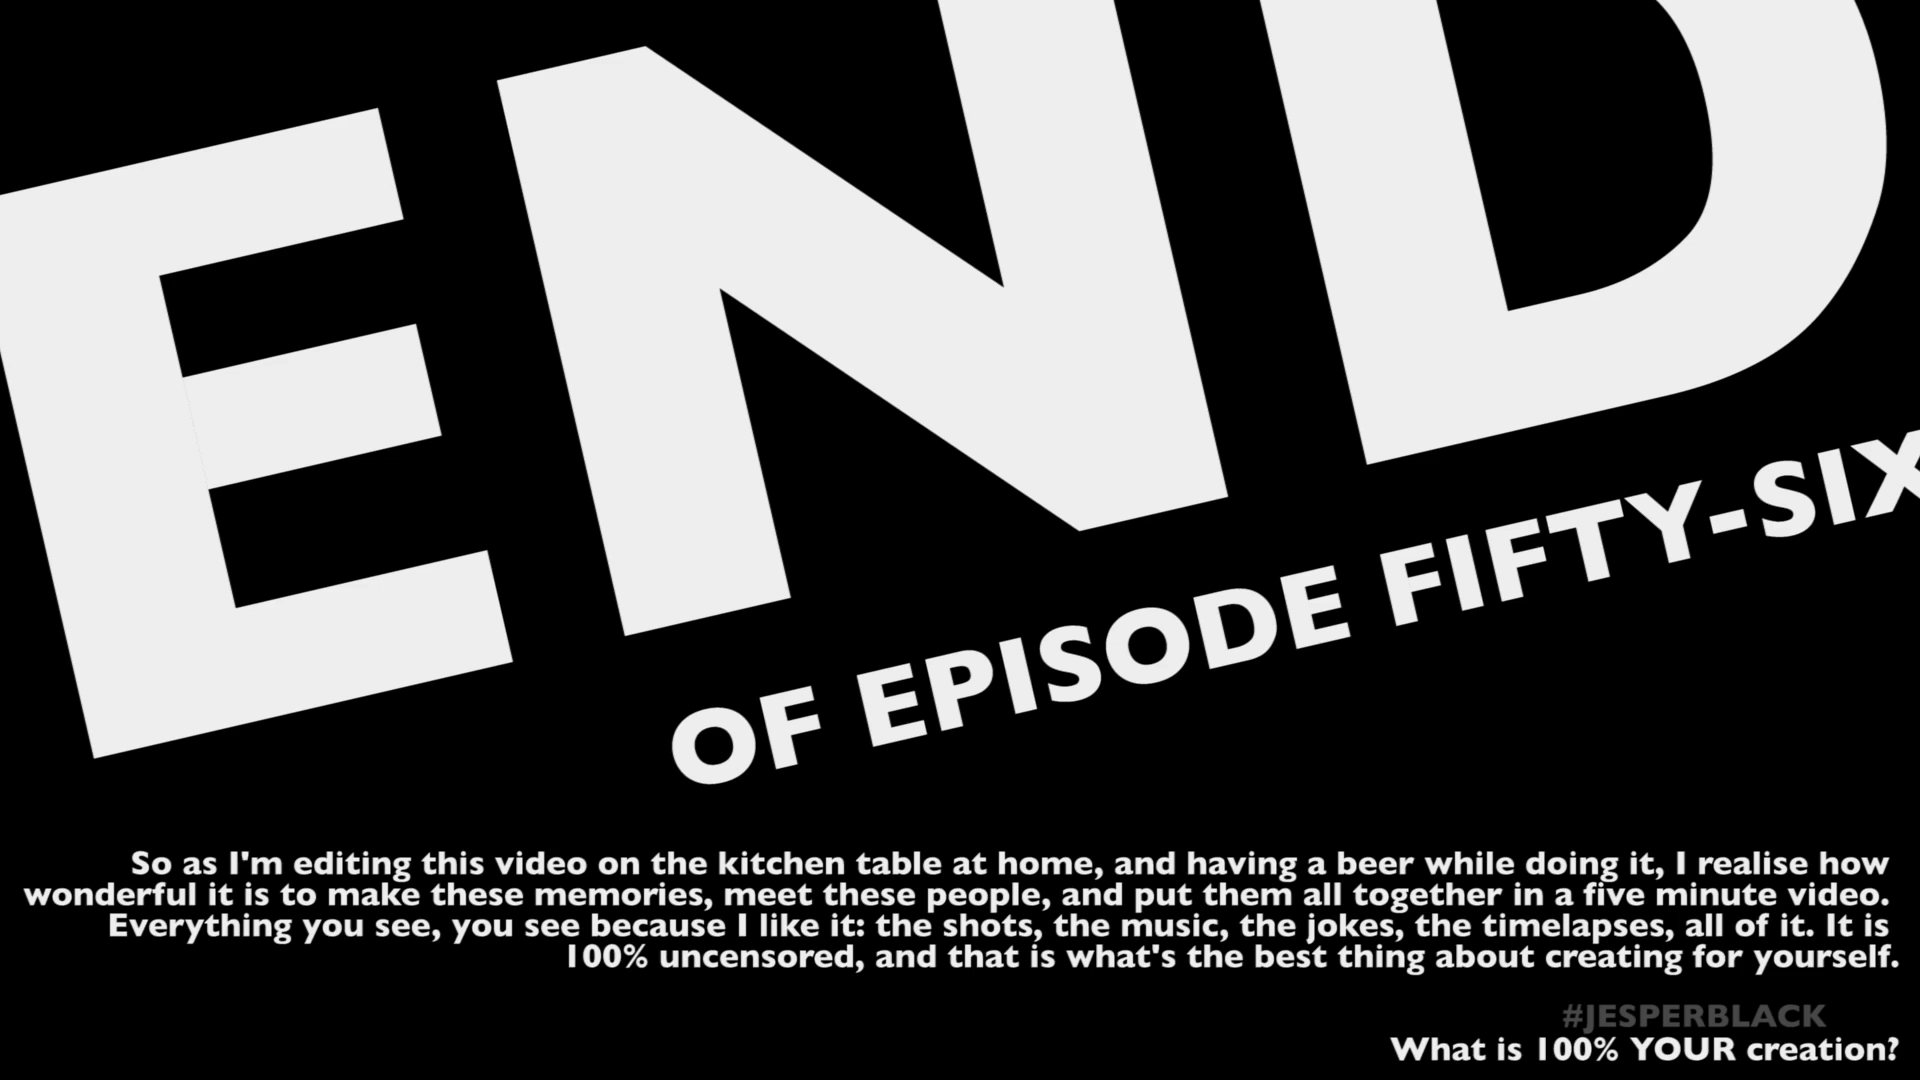 END
OF EPISODE FIFTY-SIX
So as I'm editing this video on the kitchen table at home, and having a beer while doing it, I realise how
wonderful it is to make these memories, meet these people, and put them all together in a five minute video.
Everything you see, you see because I like it: the shots, the music, the jokes, the timelapses, all of it. It is
100% uncensored, and that is what's the best thing about creating for yourself.
#JESPERBLACK
What is 100% YOUR creation?